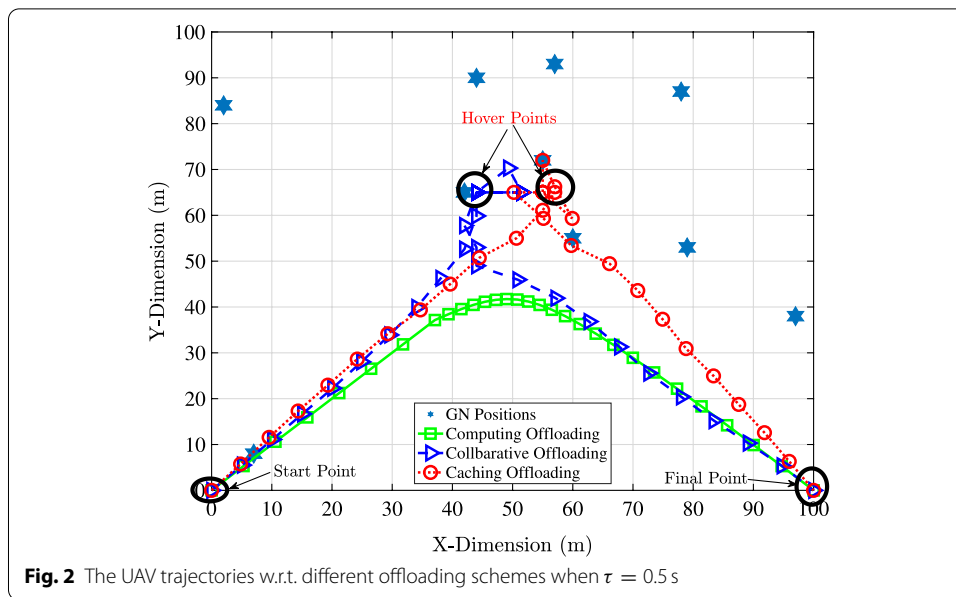 100
90
80
70
60
50
40
30
20
10
0
Y-Dimension (m)
Hover Points
Start Point
Final Point
GN Positions
Computing Offloading
Collbarative Offloading
Caching Offloading
0 10 20 30 40 50 60 70 80 90 100
X-Dimension (m)
Fig. 2 The UAV trajectories w.r.t. different offloading schemes when τ = 0.5 s